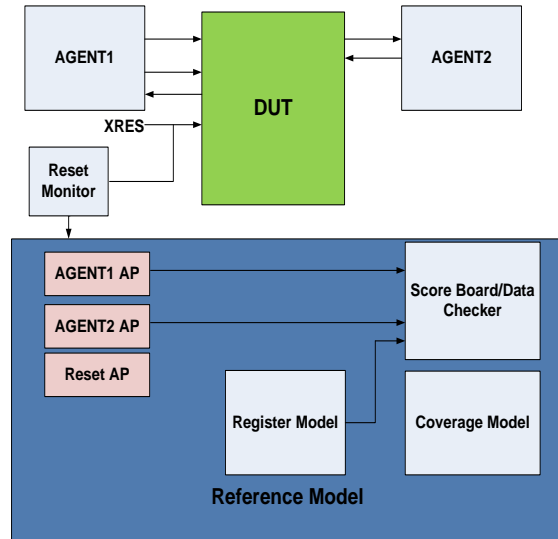 AGENT1
DUT
AGENT2
XRES
Reset
Monitor
AGENT1 AP
AGENT2 AP
Reset AP
Score Board/Data
Checker
Register Model
Coverage Model
Reference Model